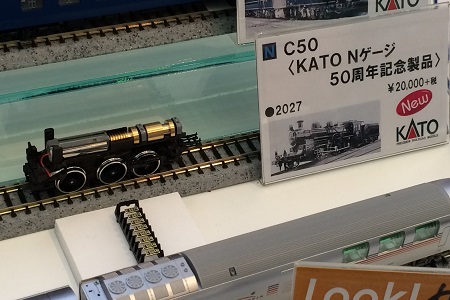 N C50
〈KATO Nゲージ
50周年記念製品〉
¥20,000+税
New
●2027
KATO
Look!